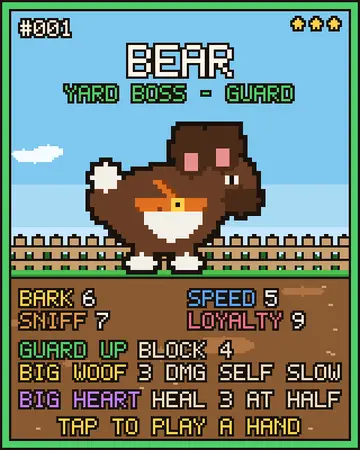 #001
BEAR
YARD BOSS - GUARD
BARK 6 SPEED 5
SNIFF 7 LOYALTY 9
GUARD UP BLOCK 4
BIG WOOF 3 DMG SELF SLOW
BIG HEART HEAL 3 AT HALF
TAP TO PLAY A HAND